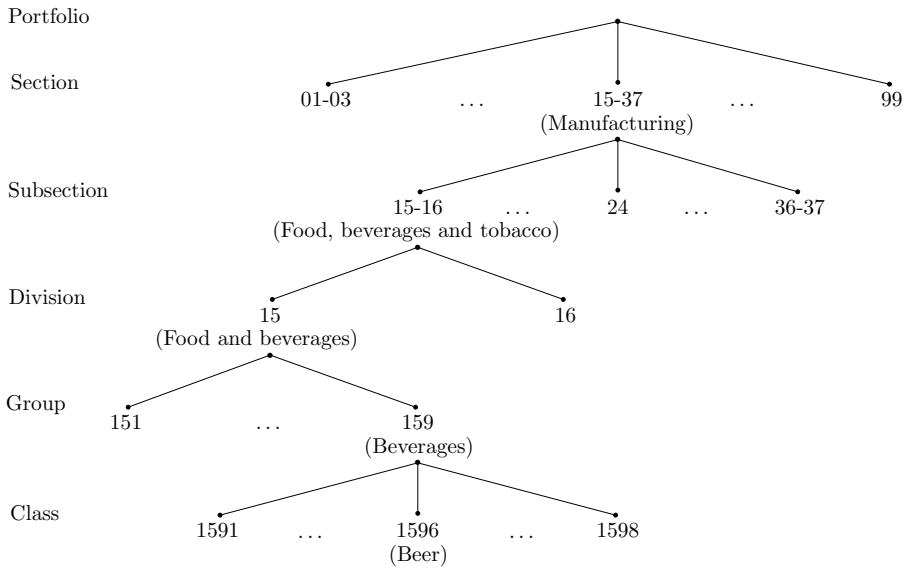 Portfolio
Section
01-03 ... 15-37 ... 99
(Manufacturing)
Subsection
15-16 ... 24 ... 36-37
(Food, beverages and tobacco)
Division
15 16
(Food and beverages)
Group
151 ... 159
(Beverages)
Class
1591 ... 1596 ... 1598
(Beer)